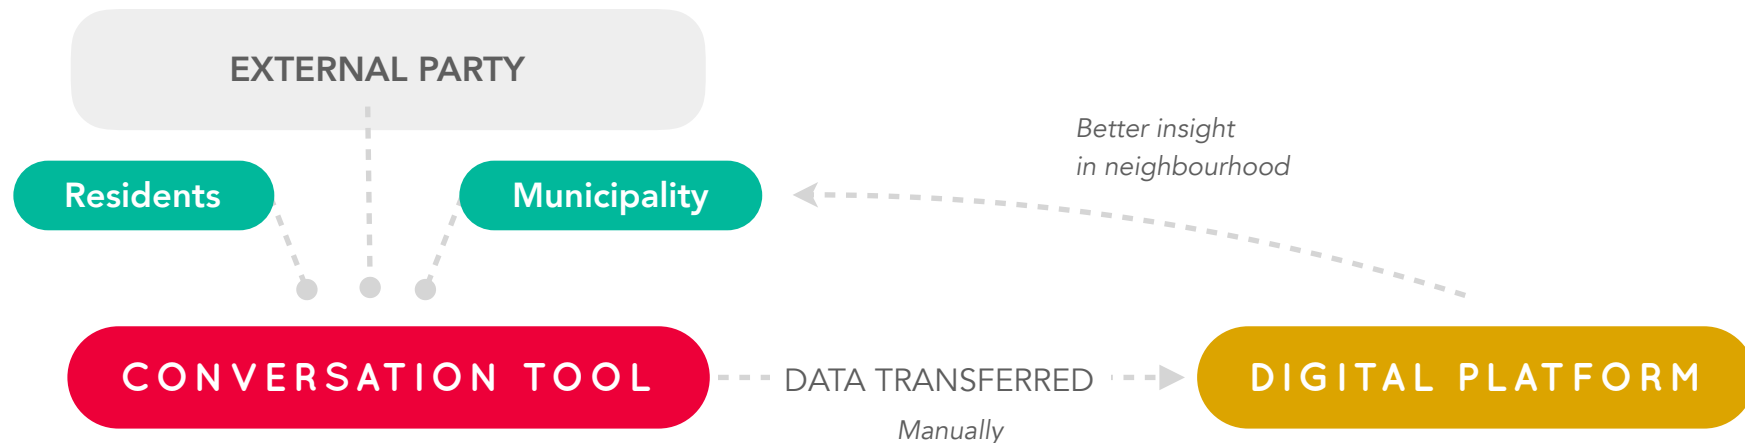 EXTERNAL PARTY
Residents
Municipality
Better insight
in neighbourhood
CONVERSATION TOOL
DATA TRANSFERRED
Manually
DIGITAL PLATFORM